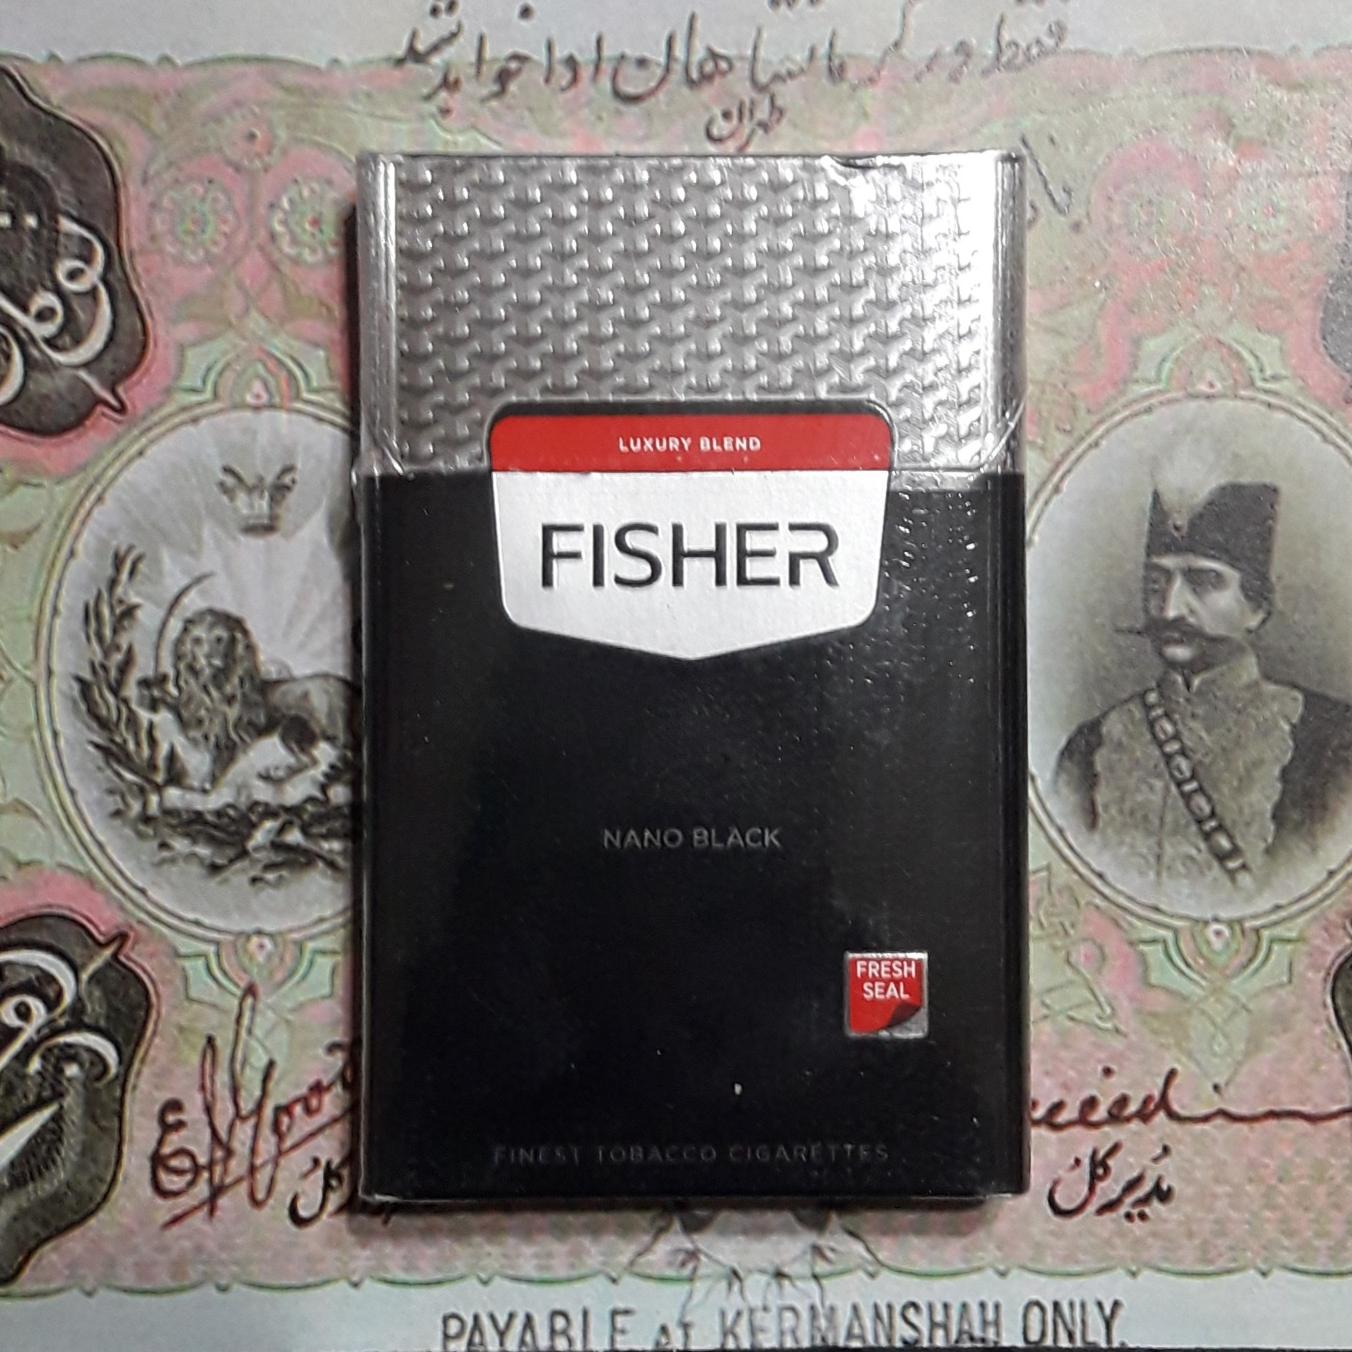 فقط در کرمانشاهان ادا خواهد شد
طهران
LUXURY BLEND
FISHER
NANO BLACK
FRESH
SEAL
FINEST TOBACCO CIGARETTES
مدیر کل
PAYABLE AT KERMANSHAH ONLY.